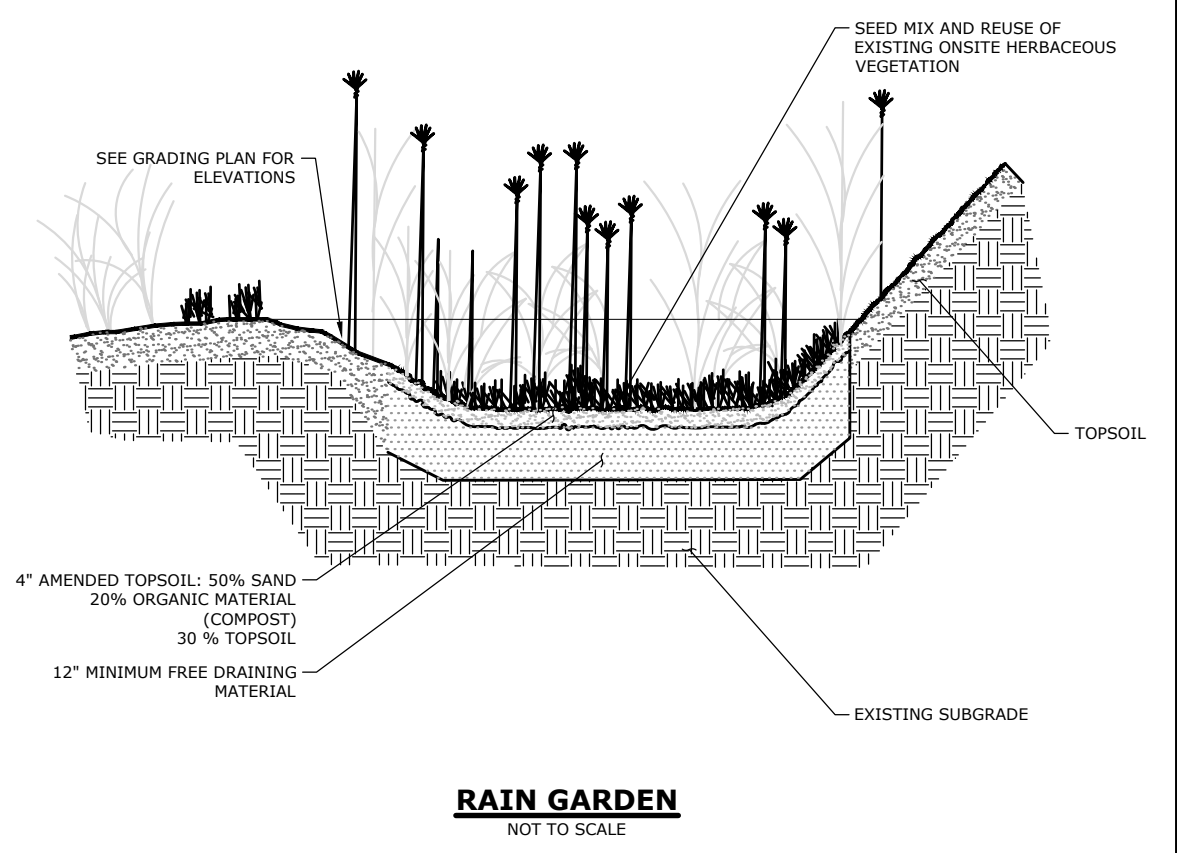 SEED MIX AND REUSE OF
EXISTING ONSITE HERBACEOUS
VEGETATION
SEE GRADING PLAN FOR
ELEVATIONS
TOPSOIL
4" AMENDED TOPSOIL: 50% SAND
20% ORGANIC MATERIAL
(COMPOST)
30 % TOPSOIL
12" MINIMUM FREE DRAINING
MATERIAL
EXISTING SUBGRADE
RAIN GARDEN
NOT TO SCALE